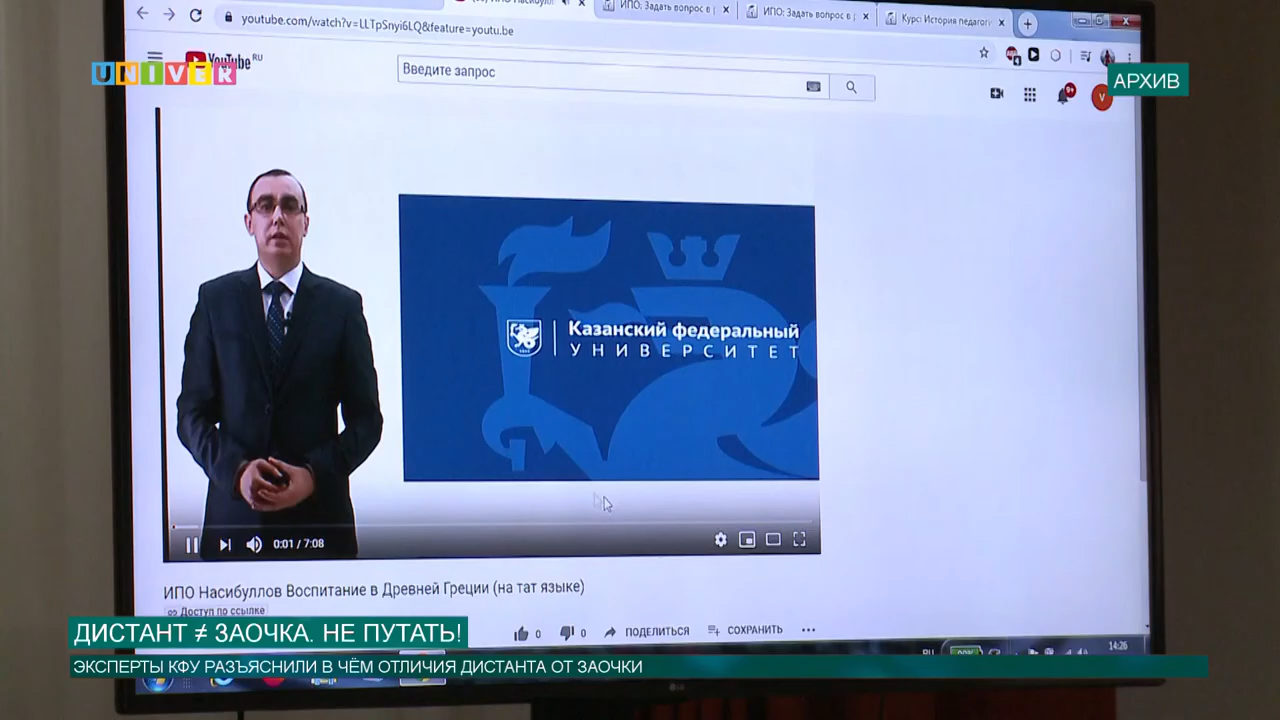 ИПО: Задать вопрос в
ИПО: Задать вопрос в
Курс: История педагоги
youtube.com/watch?v=LLTpSnyi6LQ&feature=youtu.be
YouTube RU
Введите запрос
9+
V
UNIVER
АРХИВ
Казанский федеральный
УНИВЕРСИТЕТ
0:01 / 7:08
ИПО Насибуллов Воспитание в Древней Греции (на тат языке)
Доступ по ссылке
0
0
ПОДЕЛИТЬСЯ
СОХРАНИТЬ
ДИСТАНТ ≠ ЗАОЧКА. НЕ ПУТАТЬ!
ЭКСПЕРТЫ КФУ РАЗЪЯСНИЛИ В ЧЁМ ОТЛИЧИЯ ДИСТАНТА ОТ ЗАОЧКИ
RU
14:26
LG